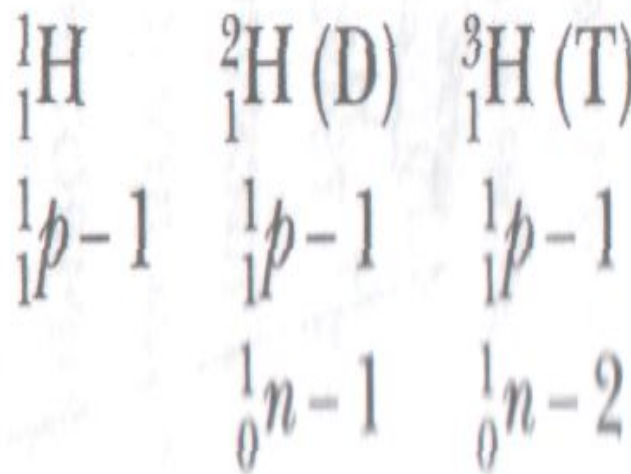 ¹₁H ²₁H (D) ³₁H (T)
¹₁p – 1 ¹₁p – 1 ¹₁p – 1
¹₀n – 1 ¹₀n – 2